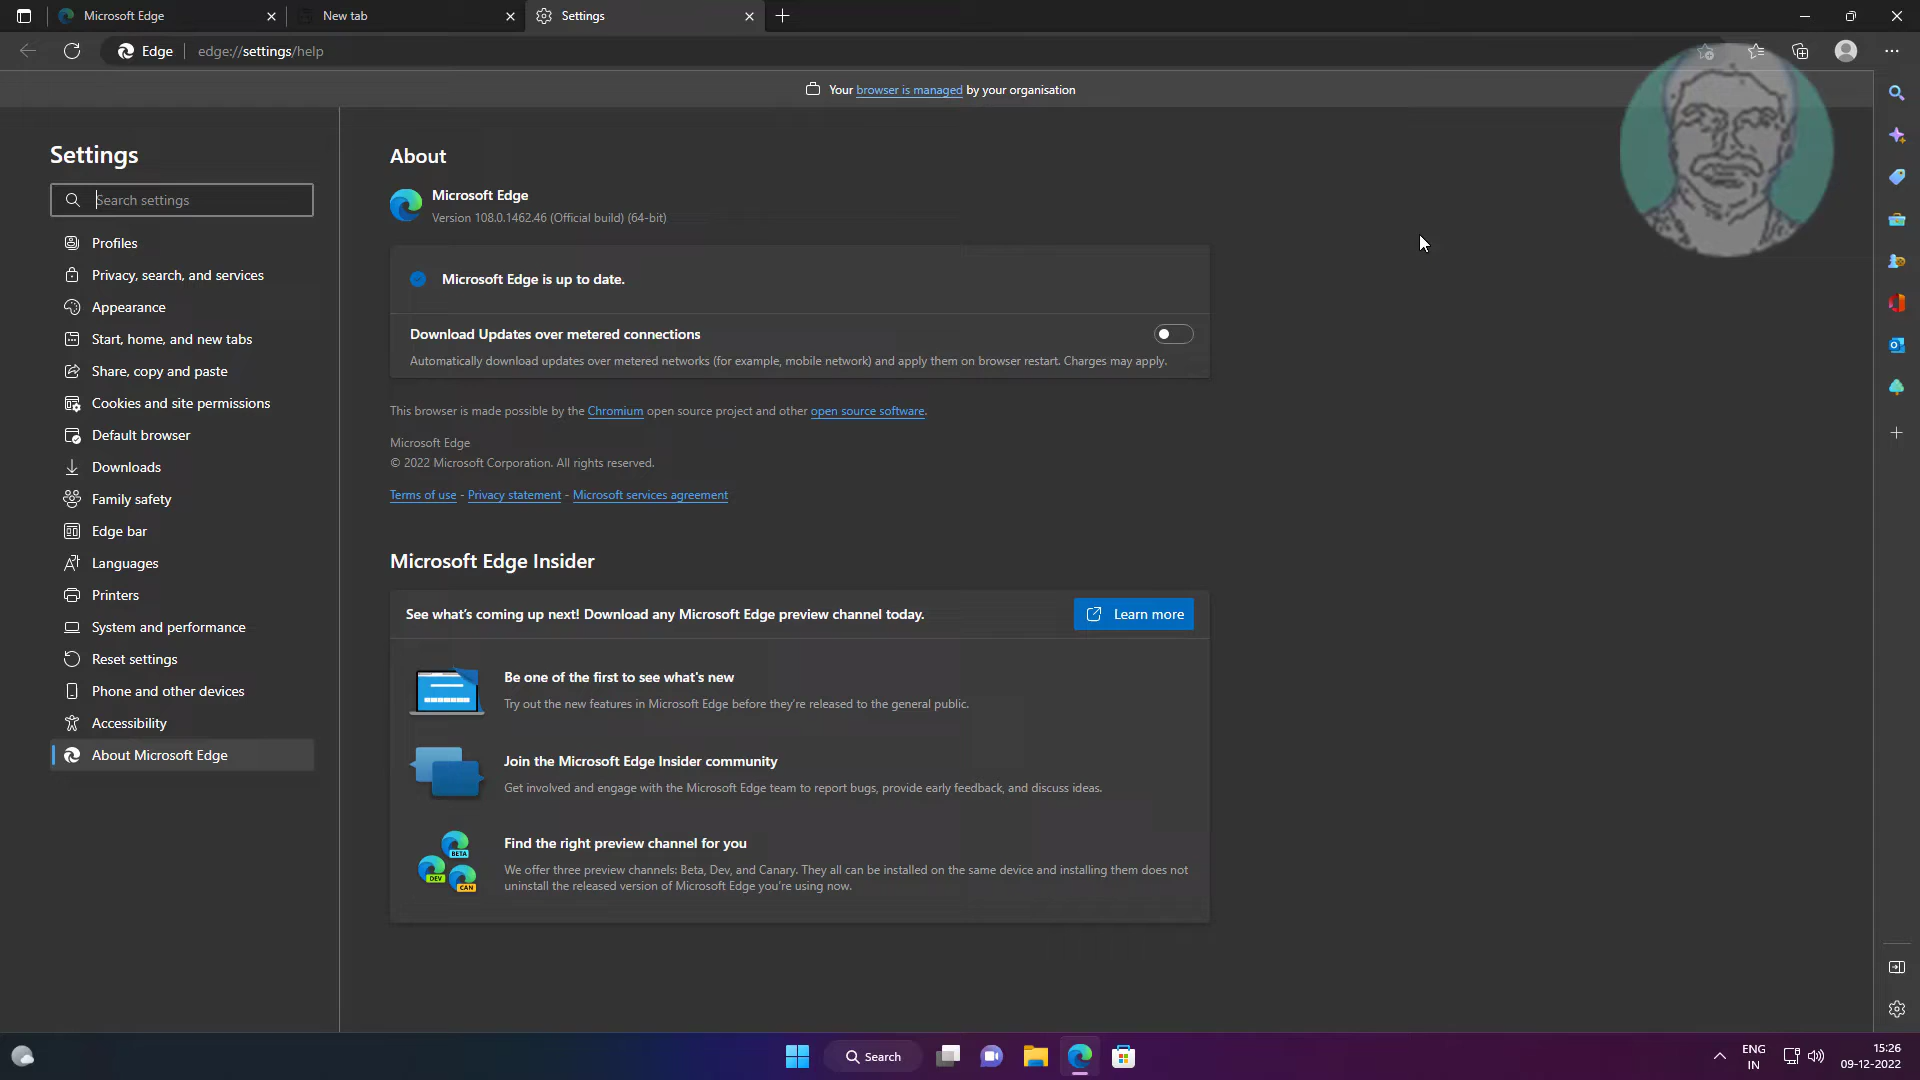 Microsoft Edge
New tab
Settings
Edge
edge://settings/help
Your browser is managed by your organisation
Settings
Search settings
Profiles
Privacy, search, and services
Appearance
Start, home, and new tabs
Share, copy and paste
Cookies and site permissions
Default browser
Downloads
Family safety
Edge bar
Languages
Printers
System and performance
Reset settings
Phone and other devices
Accessibility
About Microsoft Edge
About
Microsoft Edge
Version 108.0.1462.46 (Official build) (64-bit)
Microsoft Edge is up to date.
Download Updates over metered connections
Automatically download updates over metered networks (for example, mobile network) and apply them on browser restart. Charges may apply.
This browser is made possible by the Chromium open source project and other open source software.
Microsoft Edge
© 2022 Microsoft Corporation. All rights reserved.
Terms of use - Privacy statement - Microsoft services agreement
Microsoft Edge Insider
See what's coming up next! Download any Microsoft Edge preview channel today.
Learn more
Be one of the first to see what's new
Try out the new features in Microsoft Edge before they're released to the general public.
Join the Microsoft Edge Insider community
Get involved and engage with the Microsoft Edge team to report bugs, provide early feedback, and discuss ideas.
BETA
DEV
CAN
Find the right preview channel for you
We offer three preview channels: Beta, Dev, and Canary. They all can be installed on the same device and installing them does not
uninstall the released version of Microsoft Edge you're using now.
Search
ENG
IN
15:26
09-12-2022